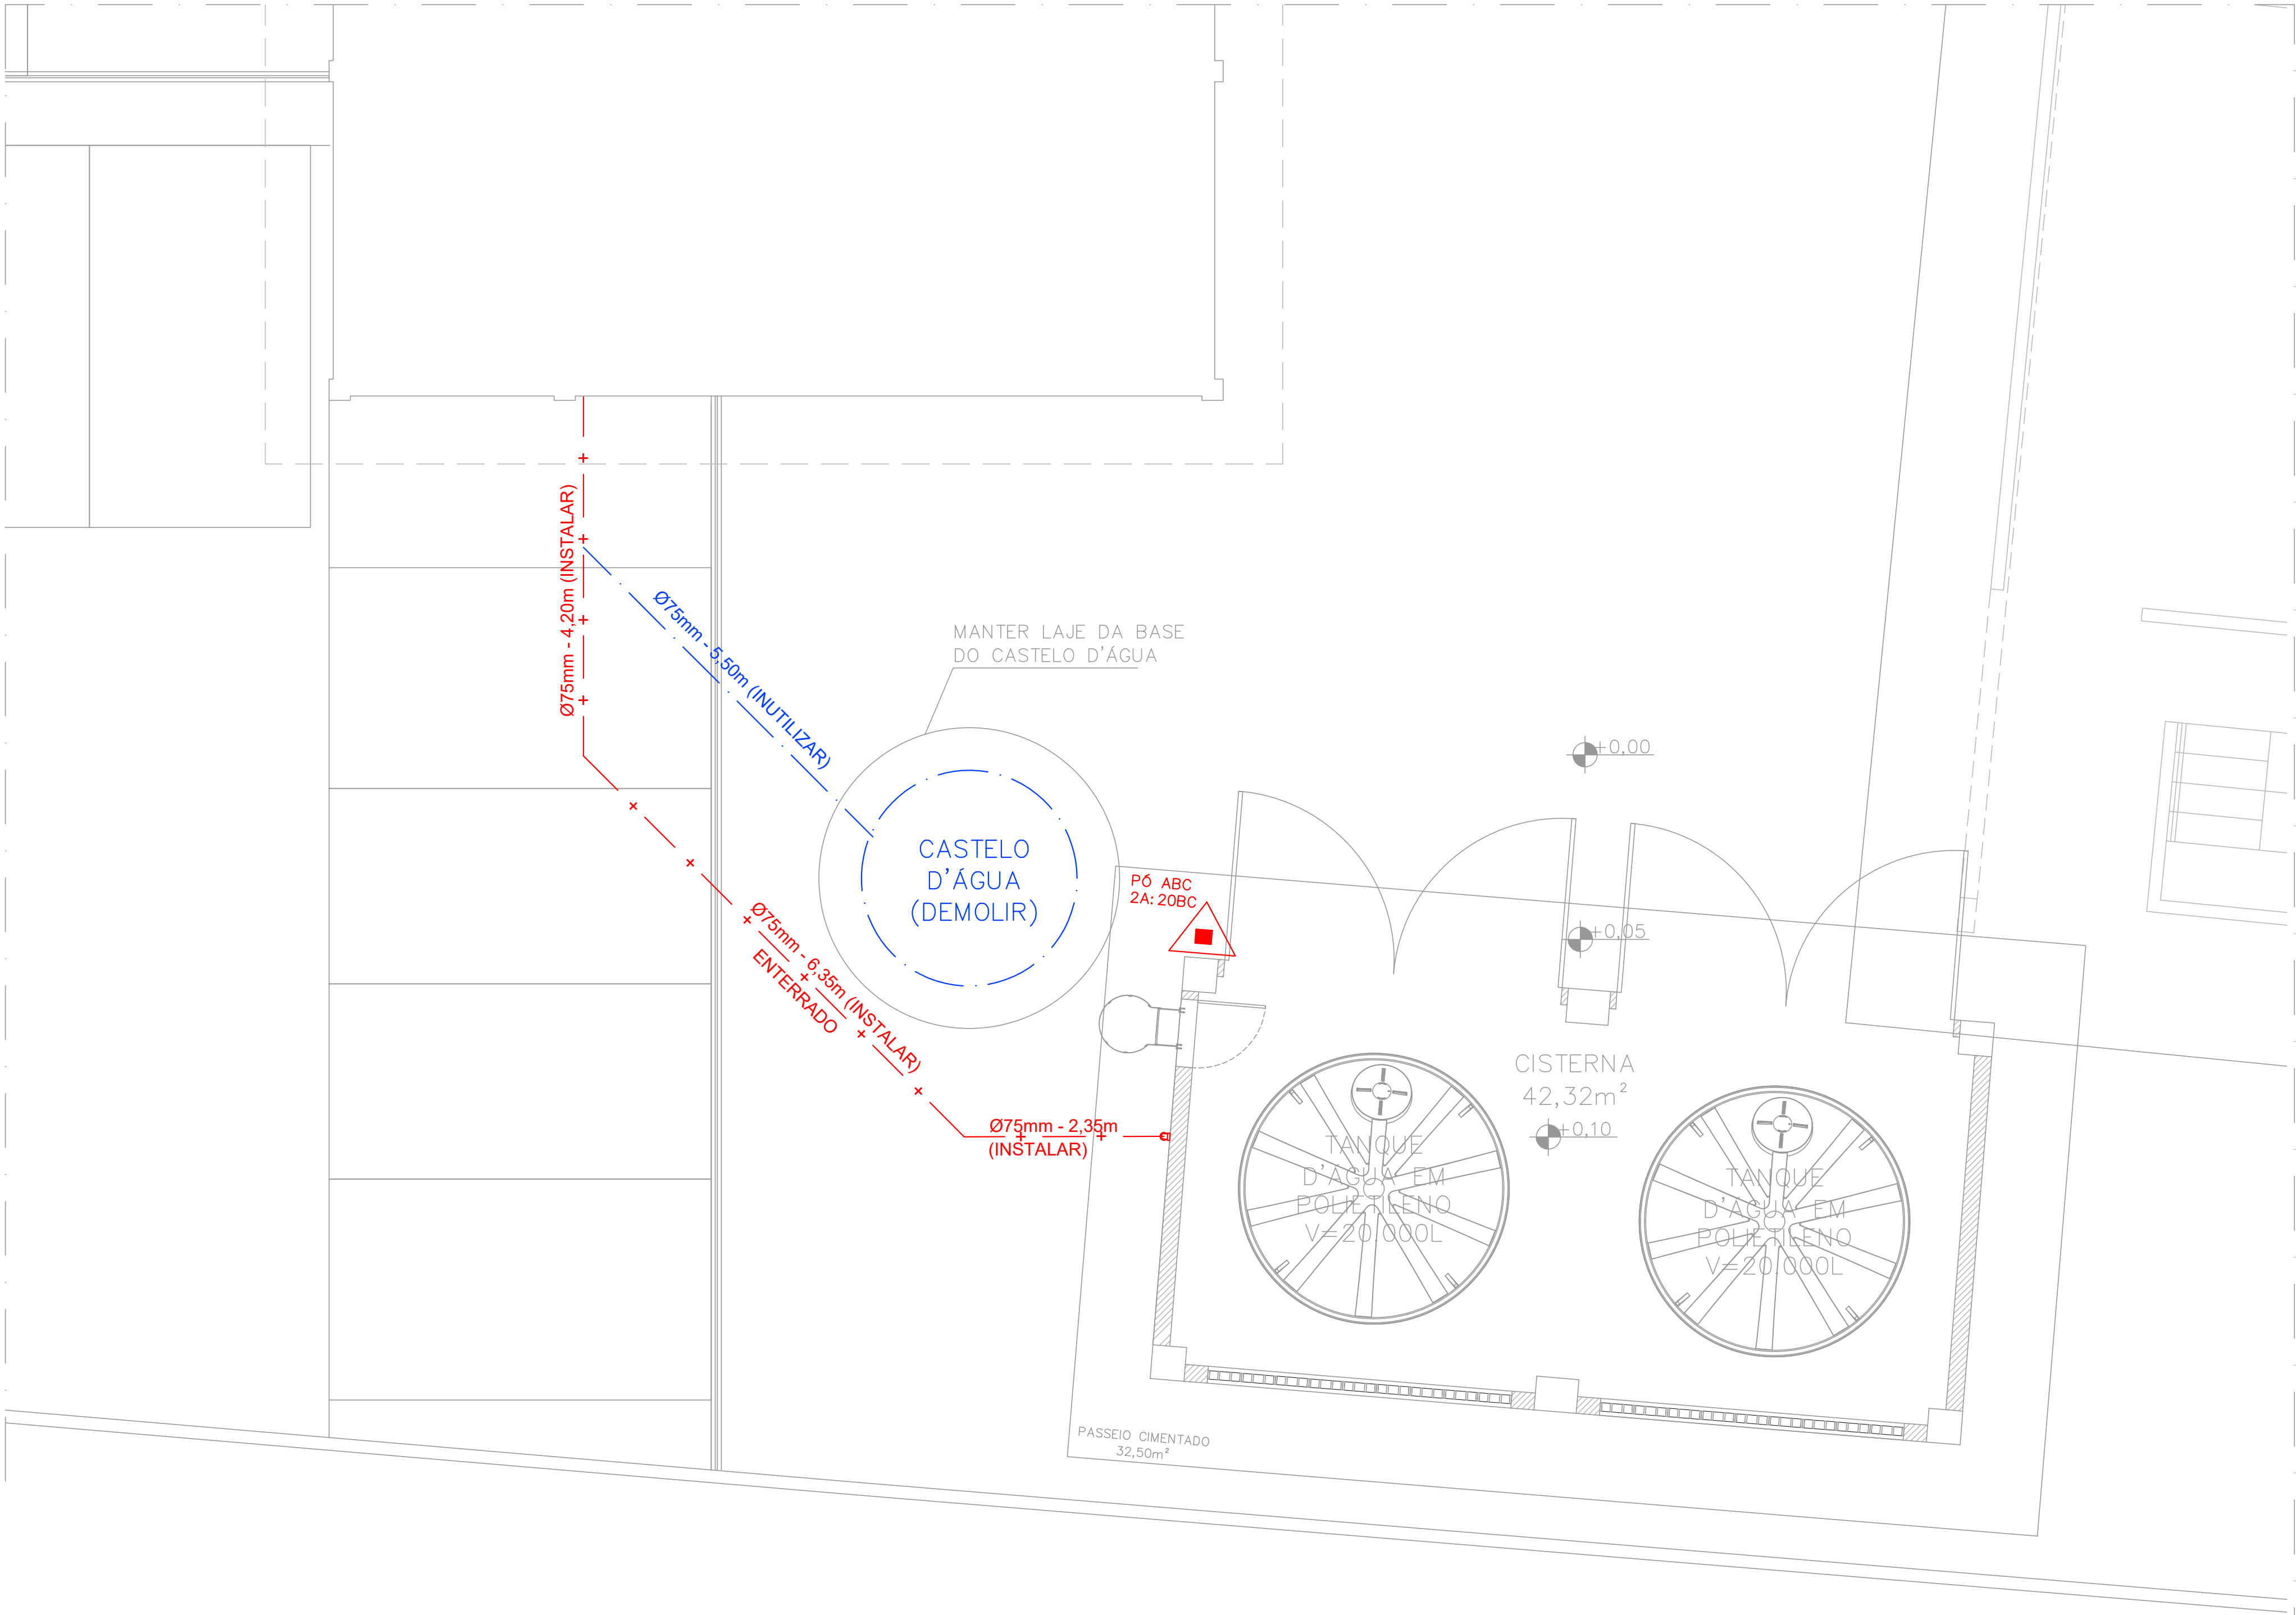 Ø75mm - 4,20m (INSTALAR)
Ø75mm - 5,50m (INUTILIZAR)
MANTER LAJE DA BASE
DO CASTELO D'ÁGUA
+0,00
CASTELO
D'ÁGUA
(DEMOLIR)
PÓ ABC
2A:20BC
+0,05
Ø75mm - 6,35m (INSTALAR)
ENTERRADO
CISTERNA
42,32m²
+0,10
Ø75mm - 2,35m
(INSTALAR)
TANQUE
D'ÁGUA EM
POLIETILENO
V=20.000L
TANQUE
D'ÁGUA EM
POLIETILENO
V=20.000L
PASSEIO CIMENTADO
32,50m²